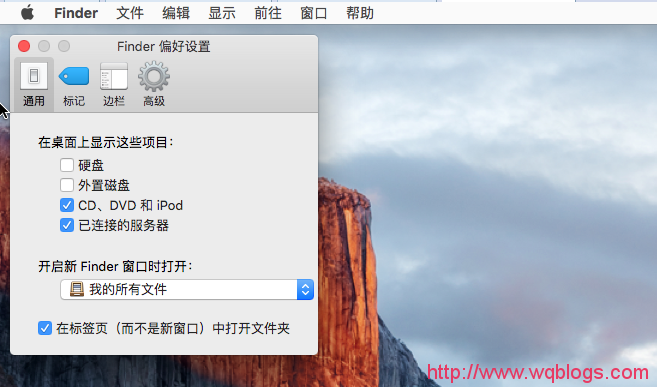 Finder 文件 编辑 显示 前往 窗口 帮助
Finder 偏好设置
通用 标记 边栏 高级
在桌面上显示这些项目:
硬盘
外置磁盘
CD、DVD 和 iPod
已连接的服务器
开启新 Finder 窗口时打开:
我的所有文件
在标签页（而不是新窗口）中打开文件夹
http://www.wqblogs.com